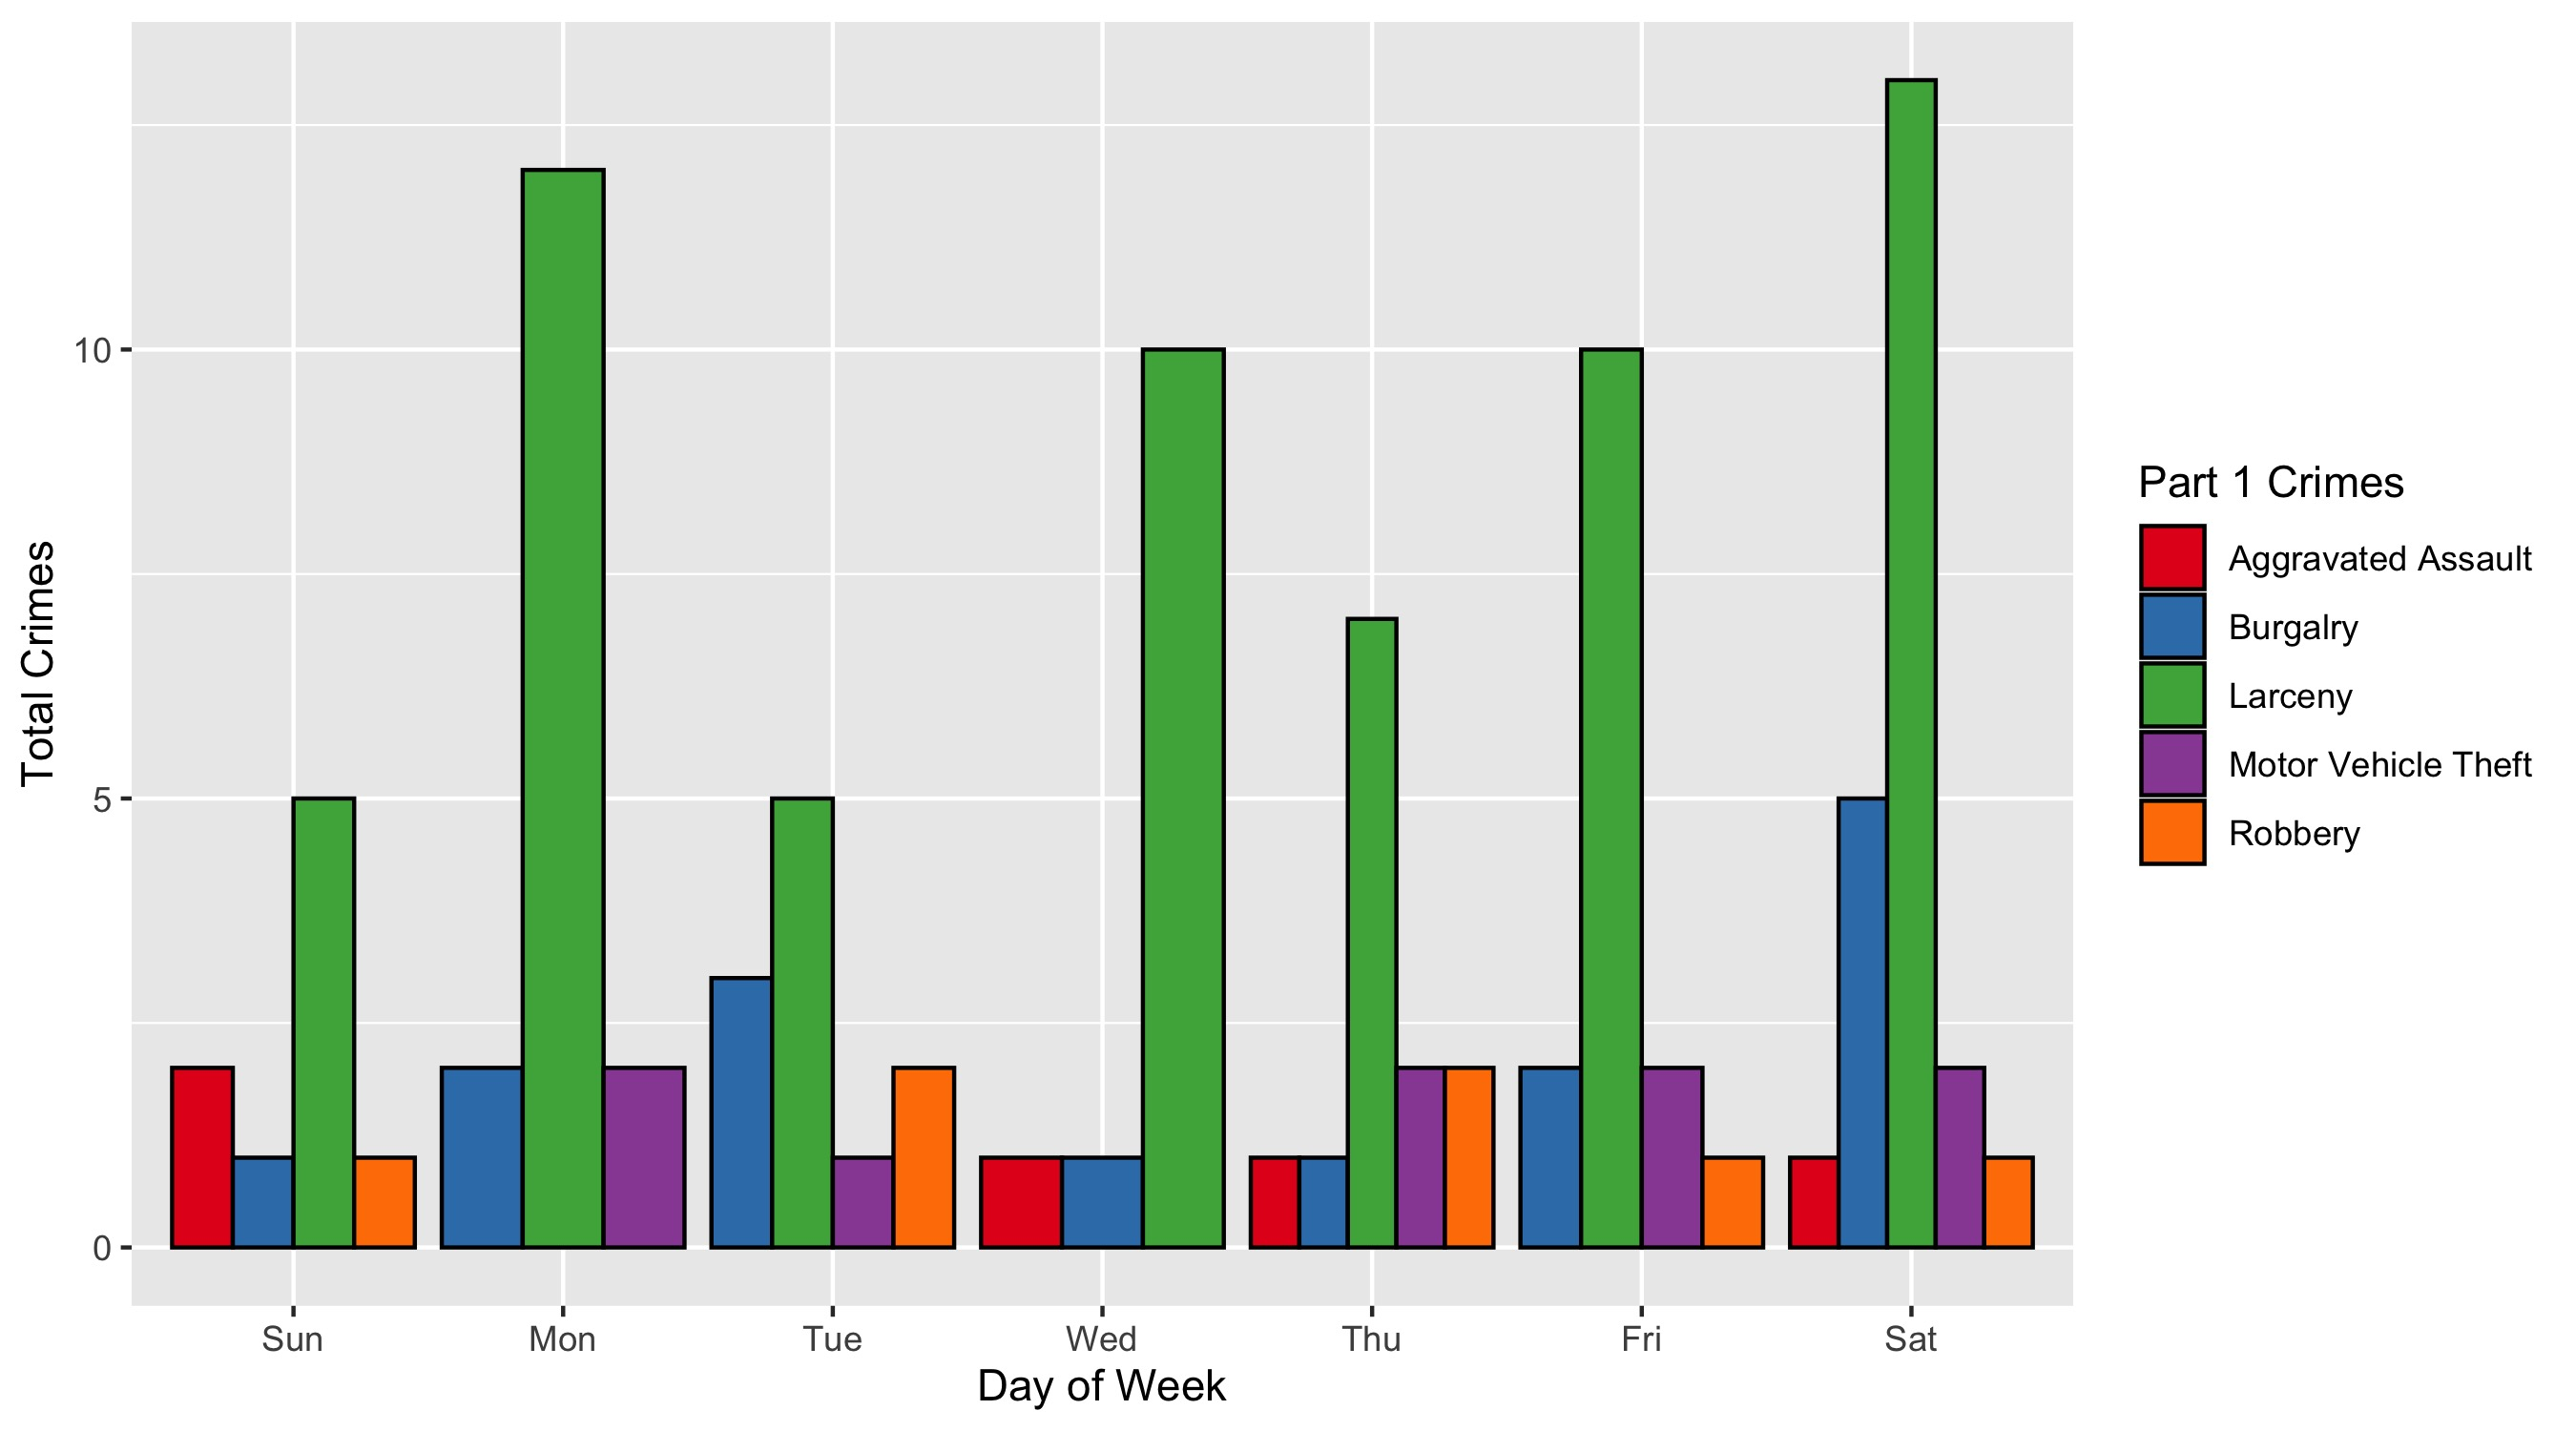 Total Crimes
10
5
0
Sun Mon Tue Wed Thu Fri Sat
Day of Week
Part 1 Crimes
Aggravated Assault
Burgalry
Larceny
Motor Vehicle Theft
Robbery